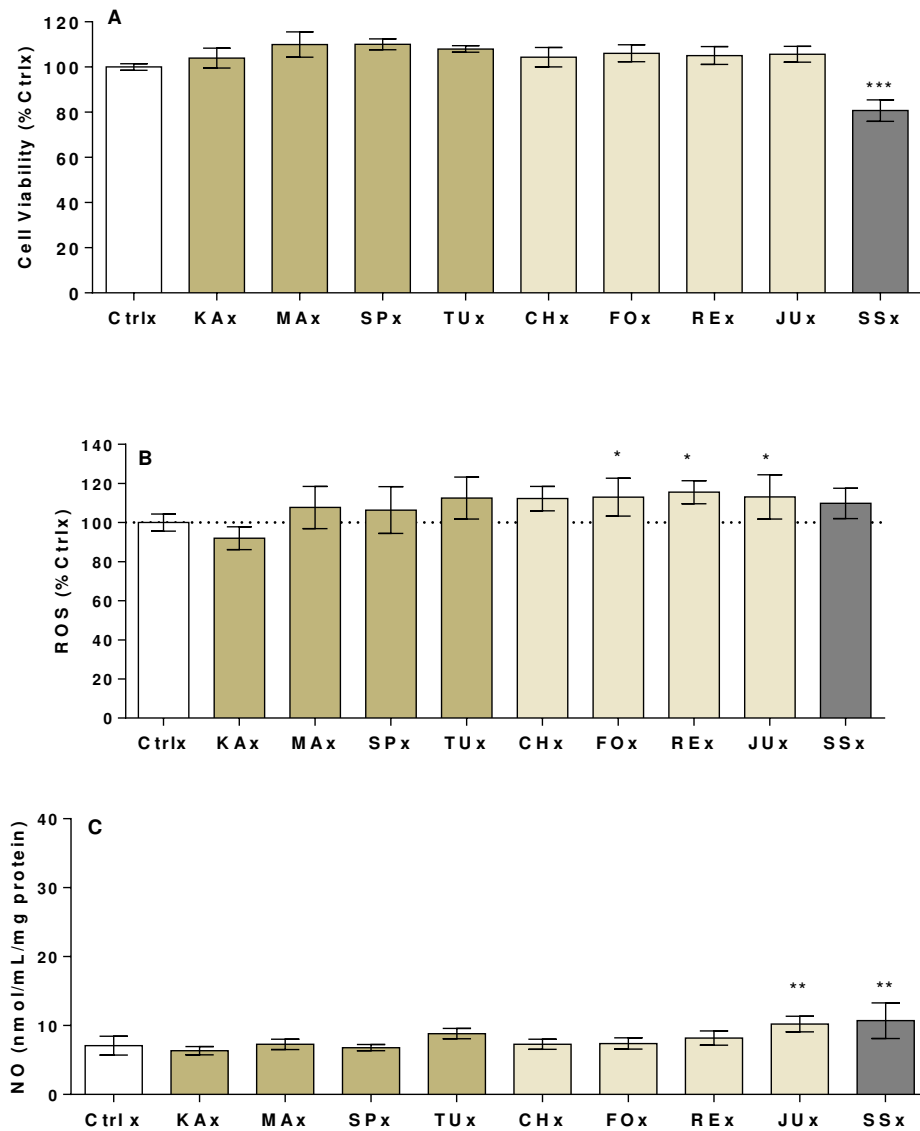 A
Cell Viability (% Ctrlx)
120
100
80
60
40
20
0
***
Ctrlx KAx MAx SPx TUx CHx FOx REx JUx SSx
B
ROS (% Ctrlx)
140
120
100
80
60
40
20
0
* * *
Ctrlx KAx MAx SPx TUx CHx FOx REx JUx SSx
C
NO (nmol/mL/mg protein)
40
30
20
10
0
** **
Ctrlx KAx MAx SPx TUx CHx FOx REx JUx SSx